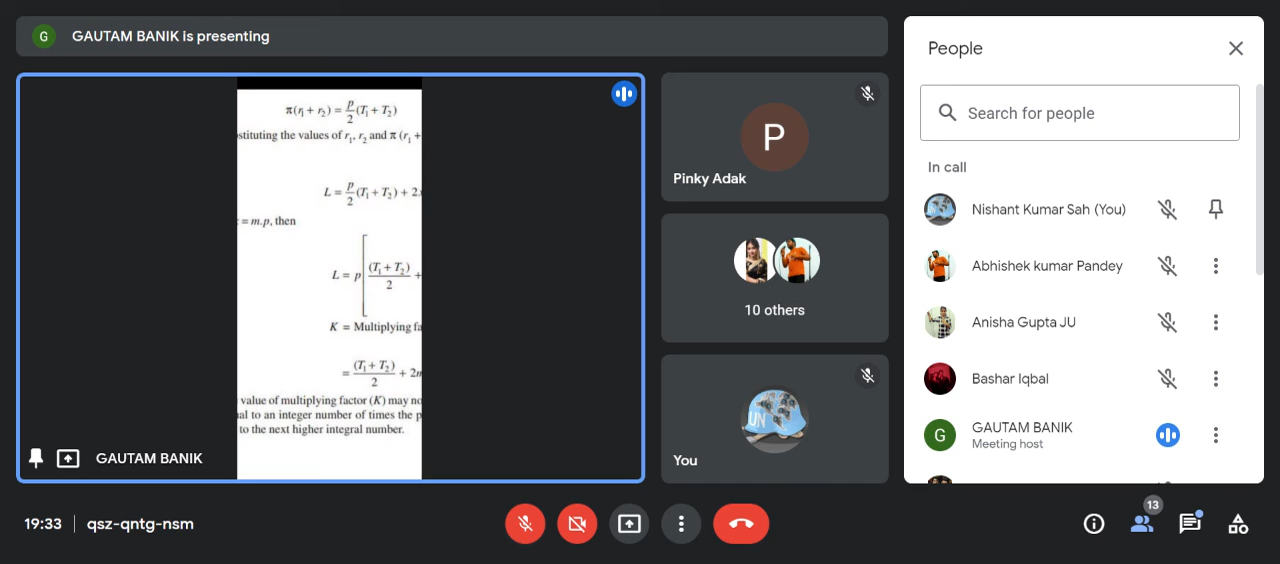 G GAUTAM BANIK is presenting
π(r₁ + r₂) = p/2 (T₁ + T₂)
stituting the values of r₁, r₂ and π (r₁ +
L = p/2 (T₁ + T₂) + 2.
= m.p, then
L = p [ (T₁ + T₂)/2 +
K = Multiplying fa
= (T₁ + T₂)/2 + 2m
value of multiplying factor (K) may no
al to an integer number of times the p
to the next higher integral number.
GAUTAM BANIK
P
Pinky Adak
10 others
UN
You
People
Search for people
In call
Nishant Kumar Sah (You)
Abhishek kumar Pandey
Anisha Gupta JU
Bashar Iqbal
G GAUTAM BANIK
Meeting host
19:33 | qsz-qntg-nsm
13